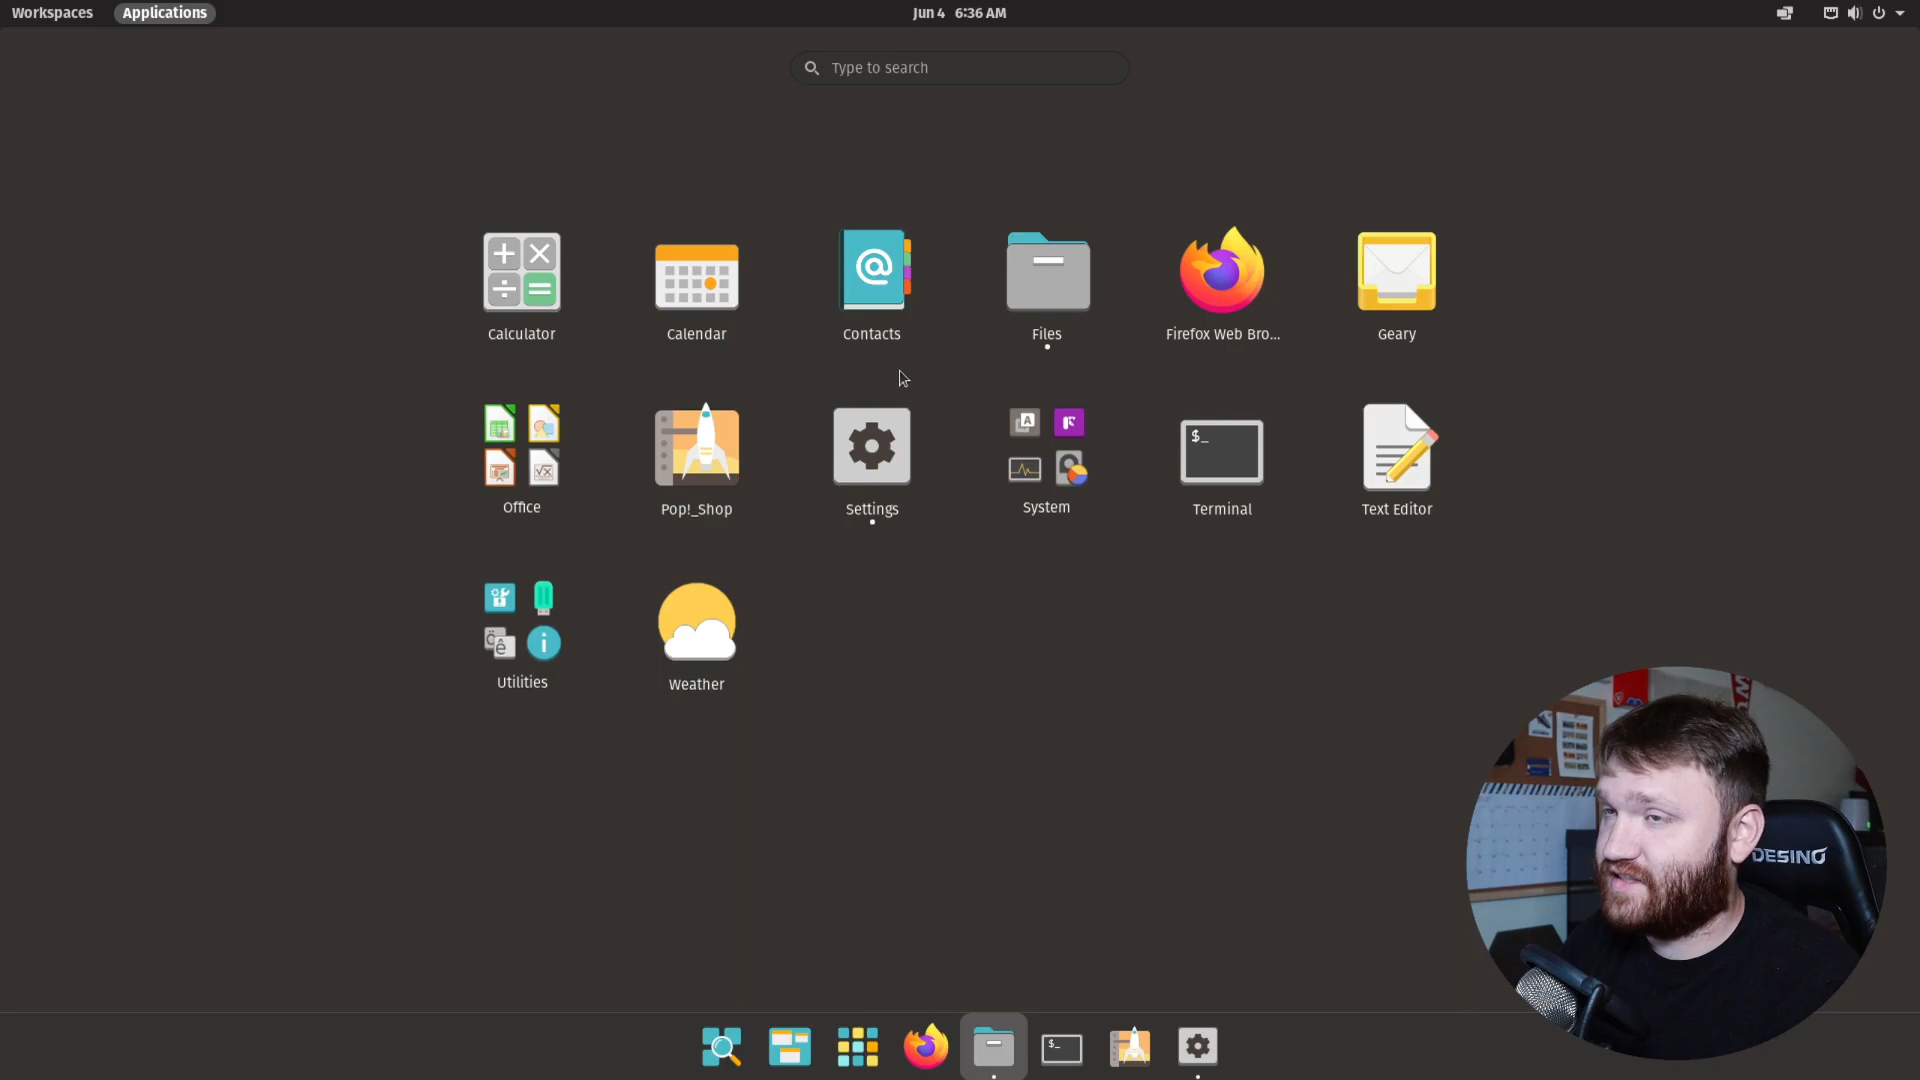 Workspaces Applications Jun 4 6:36 AM
Type to search
Calculator Calendar Contacts Files Firefox Web Bro... Geary
Office Pop!_Shop Settings System Terminal Text Editor
Utilities Weather
DESINO